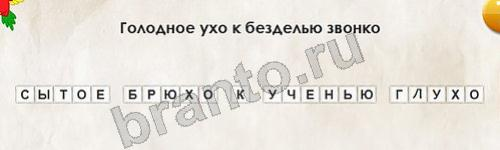 Голодное ухо к безделью звонко
СЫТОЕ БРЮХО К УЧЕНЬЮ ГЛУХО
branto.ru